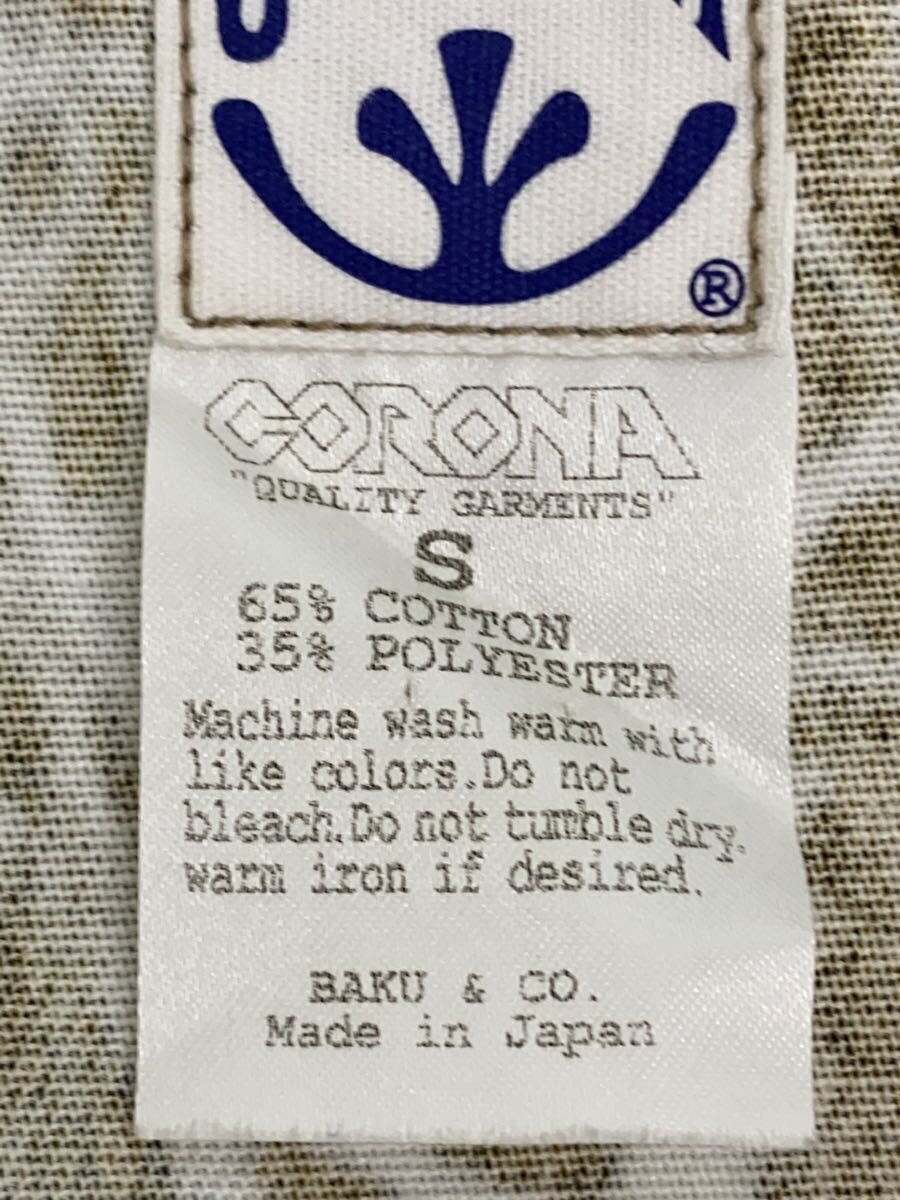 ®
CORONA
"QUALITY GARMENTS"
S
65% COTTON
35% POLYESTER
Machine wash warm with
like colors.Do not
bleach.Do not tumble dry.
warm iron if desired.
BAKU & CO.
Made in Japan